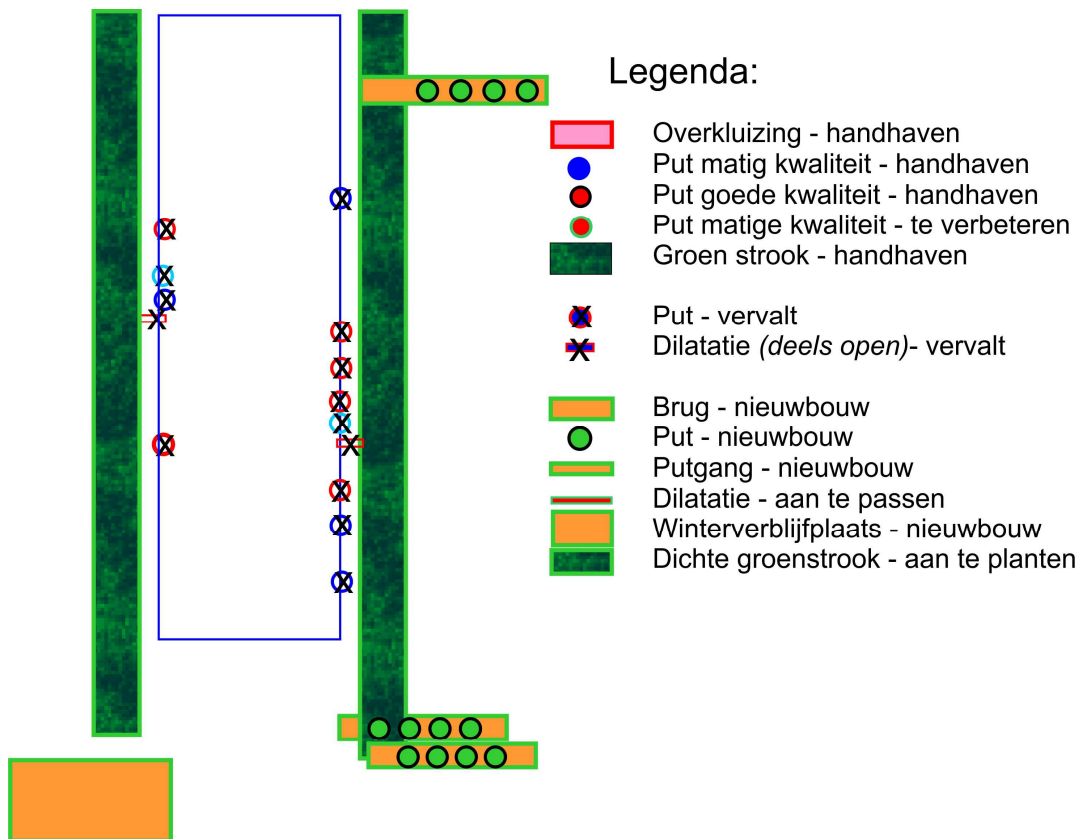 Legenda:
Overkluizing - handhaven
Put matig kwaliteit - handhaven
Put goede kwaliteit - handhaven
Put matige kwaliteit - te verbeteren
Groen strook - handhaven
Put - vervalt
Dilatatie (deels open)- vervalt
Brug - nieuwbouw
Put - nieuwbouw
Putgang - nieuwbouw
Dilatatie - aan te passen
Winterverblijfplaats - nieuwbouw
Dichte groenstrook - aan te planten